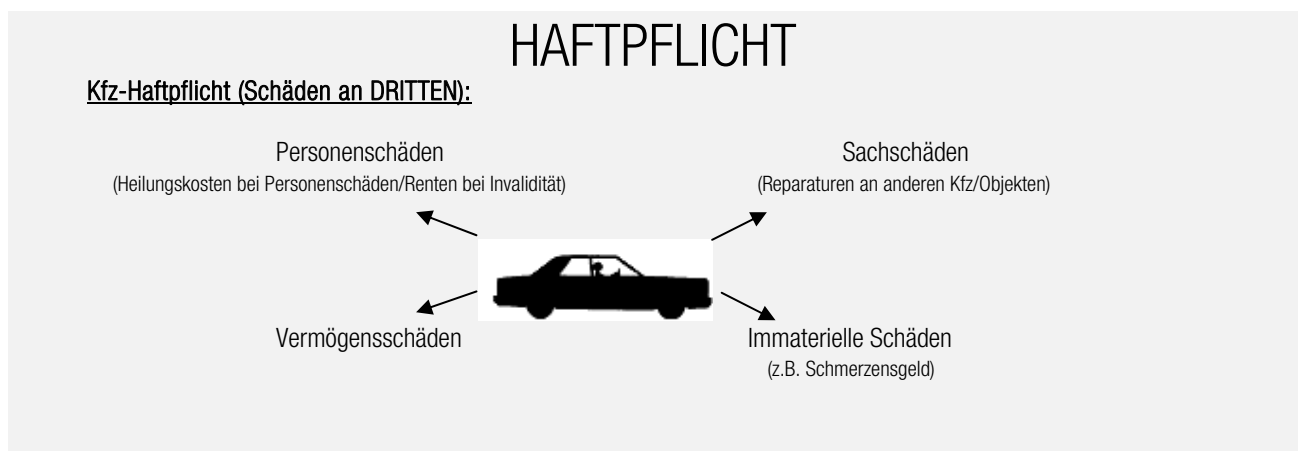 HAFTPFLICHT
Kfz-Haftpflicht (Schäden an DRITTEN):
Personenschäden
(Heilungskosten bei Personenschäden/Renten bei Invalidität)
Sachschäden
(Reparaturen an anderen Kfz/Objekten)
Vermögensschäden
Immaterielle Schäden
(z.B. Schmerzensgeld)